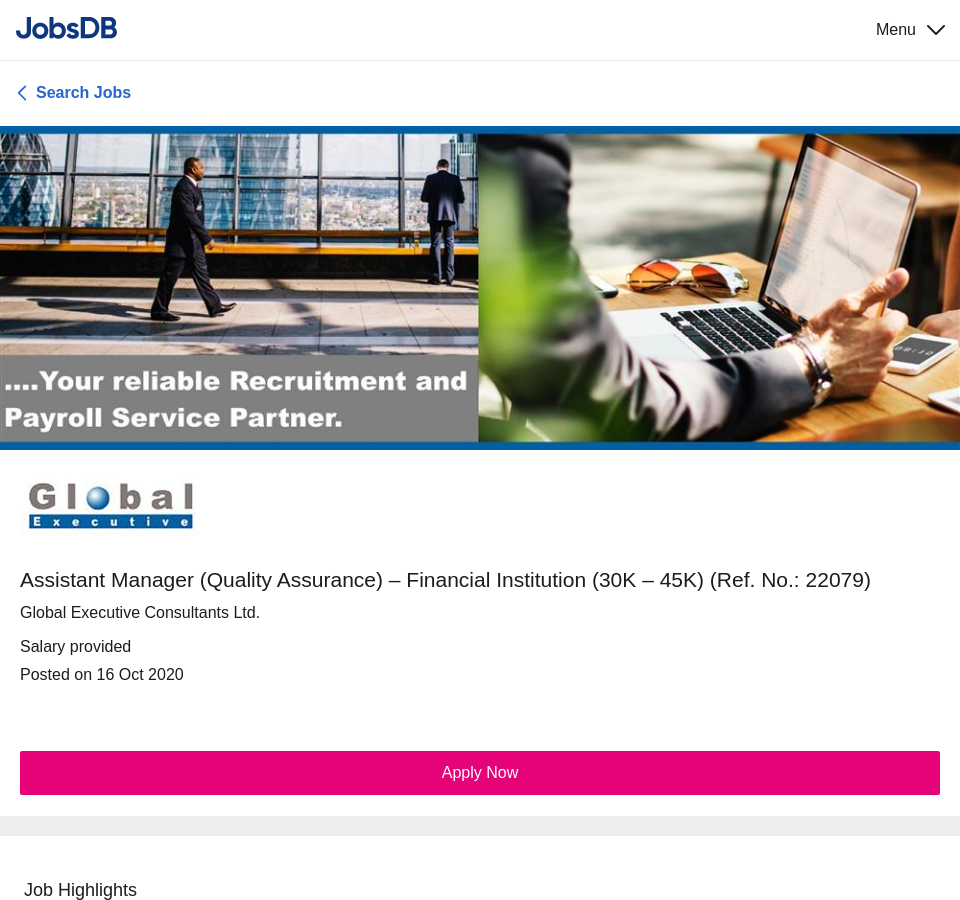 JobsDB
Menu
Search Jobs
....Your reliable Recruitment and
Payroll Service Partner.
Global
Executive
Assistant Manager (Quality Assurance) – Financial Institution (30K – 45K) (Ref. No.: 22079)
Global Executive Consultants Ltd.
Salary provided
Posted on 16 Oct 2020
Apply Now
Job Highlights